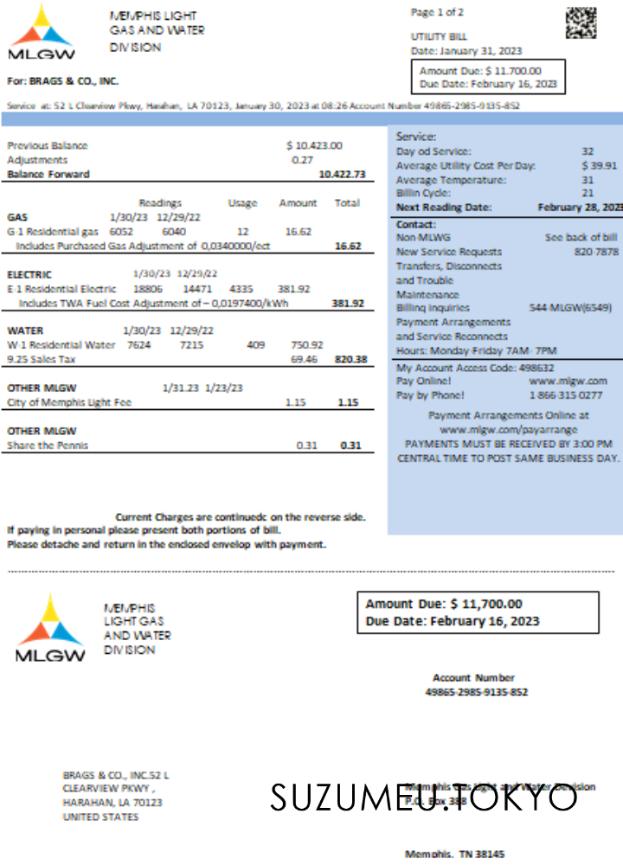 MLGW
MEMPHIS LIGHT
GAS AND WATER
DIVISION
Page 1 of 2
UTILITY BILL
Date: January 31, 2023
Amount Due: $ 11.700.00
Due Date: February 16, 2023
For: BRAGS & CO., INC.
Service at: 52 L Clearview Pkwy, Harahan, LA 70123, January 30, 2023 at 08:26 Account Number 49865-2985-9135-852
Previous Balance $ 10.423.00
Adjustments 0.27
Balance Forward 10.422.73
Readings Usage Amount Total
GAS 1/30/23 12/29/22
G-1 Residential gas 6052 6040 12 16.62
Includes Purchased Gas Adjustment of 0,0340000/ect 16.62
ELECTRIC 1/30/23 12/29/22
E-1 Residential Electric 18806 14471 4335 381.92
Includes TWA Fuel Cost Adjustment of – 0,0197400/kWh 381.92
WATER 1/30/23 12/29/22
W-1 Residential Water 7624 7215 409 750.92
9.25 Sales Tax 69.46 820.38
OTHER MLGW 1/31.23 1/23/23
City of Memphis Light Fee 1.15 1.15
OTHER MLGW
Share the Pennis 0.31 0.31
Current Charges are continuedc on the reverse side.
If paying in personal please present both portions of bill.
Please detache and return in the enclosed envelop with payment.
Service:
Day od Service: 32
Average Utility Cost Per Day: $ 39.91
Average Temperature: 31
Billin Cycle: 21
Next Reading Date: February 28, 2023
Contact:
Non-MLWG See back of bill
New Service Requests 820-7878
Transfers, Disconnects
and Trouble
Maintenance
Billing inquiries 544-MLGW(6549)
Payment Arrangements
and Service Reconnects
Hours: Monday-Friday 7AM- 7PM
My Account Access Code: 498632
Pay Online! www.mlgw.com
Pay by Phone! 1-866-315-0277
Payment Arrangements Online at
www.mlgw.com/payarrange
PAYMENTS MUST BE RECEIVED BY 3:00 PM
CENTRAL TIME TO POST SAME BUSINESS DAY.
MLGW
MEMPHIS
LIGHT GAS
AND WATER
DIVISION
Amount Due: $ 11,700.00
Due Date: February 16, 2023
Account Number
49865-2985-9135-852
BRAGS & CO., INC.52 L
CLEARVIEW PKWY ,
HARAHAN, LA 70123
UNITED STATES
Memphis Gas Light and Water Devision
P.O. Box 388
SUZUMEU.TOKYO
Memphis, TN 38145